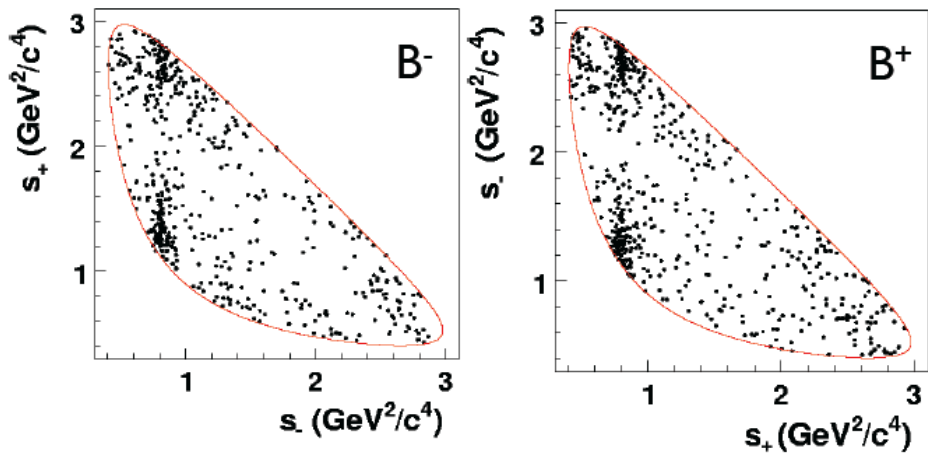 3
2
1
s₊ (GeV²/c⁴)
B⁻
1
2
3
s₋ (GeV²/c⁴)
3
2
1
s₋ (GeV²/c⁴)
B⁺
1
2
3
s₊ (GeV²/c⁴)